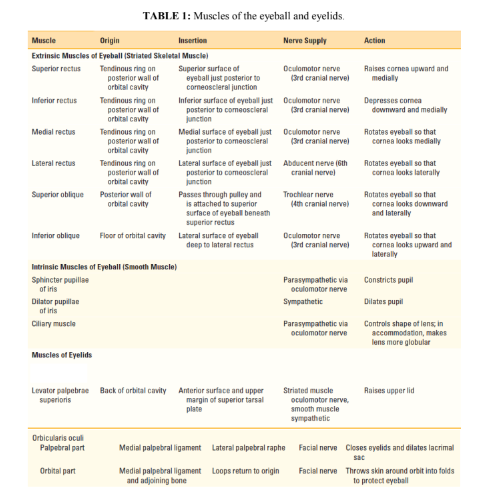 TABLE 1: Muscles of the eyeball and eyelids.
Muscle Origin Insertion Nerve Supply Action
Extrinsic Muscles of Eyeball (Striated Skeletal Muscle)
Superior rectus Tendinous ring on Superior surface of Oculomotor nerve Raises cornea upward and
posterior wall of eyeball just posterior to (3rd cranial nerve) medially
orbital cavity corneoscleral junction
Inferior rectus Tendinous ring on Inferior surface of eyeball just Oculomotor nerve Depresses cornea
posterior wall of posterior to corneoscleral (3rd cranial nerve) downward and medially
orbital cavity junction
Medial rectus Tendinous ring on Medial surface of eyeball just Oculomotor nerve Rotates eyeball so that
posterior wall of posterior to corneoscleral (3rd cranial nerve) cornea looks medially
orbital cavity junction
Lateral rectus Tendinous ring on Lateral surface of eyeball just Abducent nerve (6th Rotates eyeball so that
posterior wall of posterior to corneoscleral cranial nerve) cornea looks laterally
orbital cavity junction
Superior oblique Posterior wall of Passes through pulley and Trochlear nerve Rotates eyeball so that
orbital cavity is attached to superior (4th cranial nerve) cornea looks downward
surface of eyeball beneath and laterally
superior rectus
Inferior oblique Floor of orbital cavity Lateral surface of eyeball Oculomotor nerve Rotates eyeball so that
deep to lateral rectus (3rd cranial nerve) cornea looks upward and
laterally
Intrinsic Muscles of Eyeball (Smooth Muscle)
Sphincter pupillae Parasympathetic via Constricts pupil
of iris oculomotor nerve
Dilator pupillae Sympathetic Dilates pupil
of iris
Ciliary muscle Parasympathetic via Controls shape of lens; in
oculomotor nerve accommodation, makes
lens more globular
Muscles of Eyelids
Levator palpebrae Back of orbital cavity Anterior surface and upper Striated muscle Raises upper lid
superioris margin of superior tarsal oculomotor nerve,
plate smooth muscle
sympathetic
Orbicularis oculi
Palpebral part Medial palpebral ligament Lateral palpebral raphe Facial nerve Closes eyelids and dilates lacrimal
sac
Orbital part Medial palpebral ligament Loops return to origin Facial nerve Throws skin around orbit into folds
and adjoining bone to protect eyeball